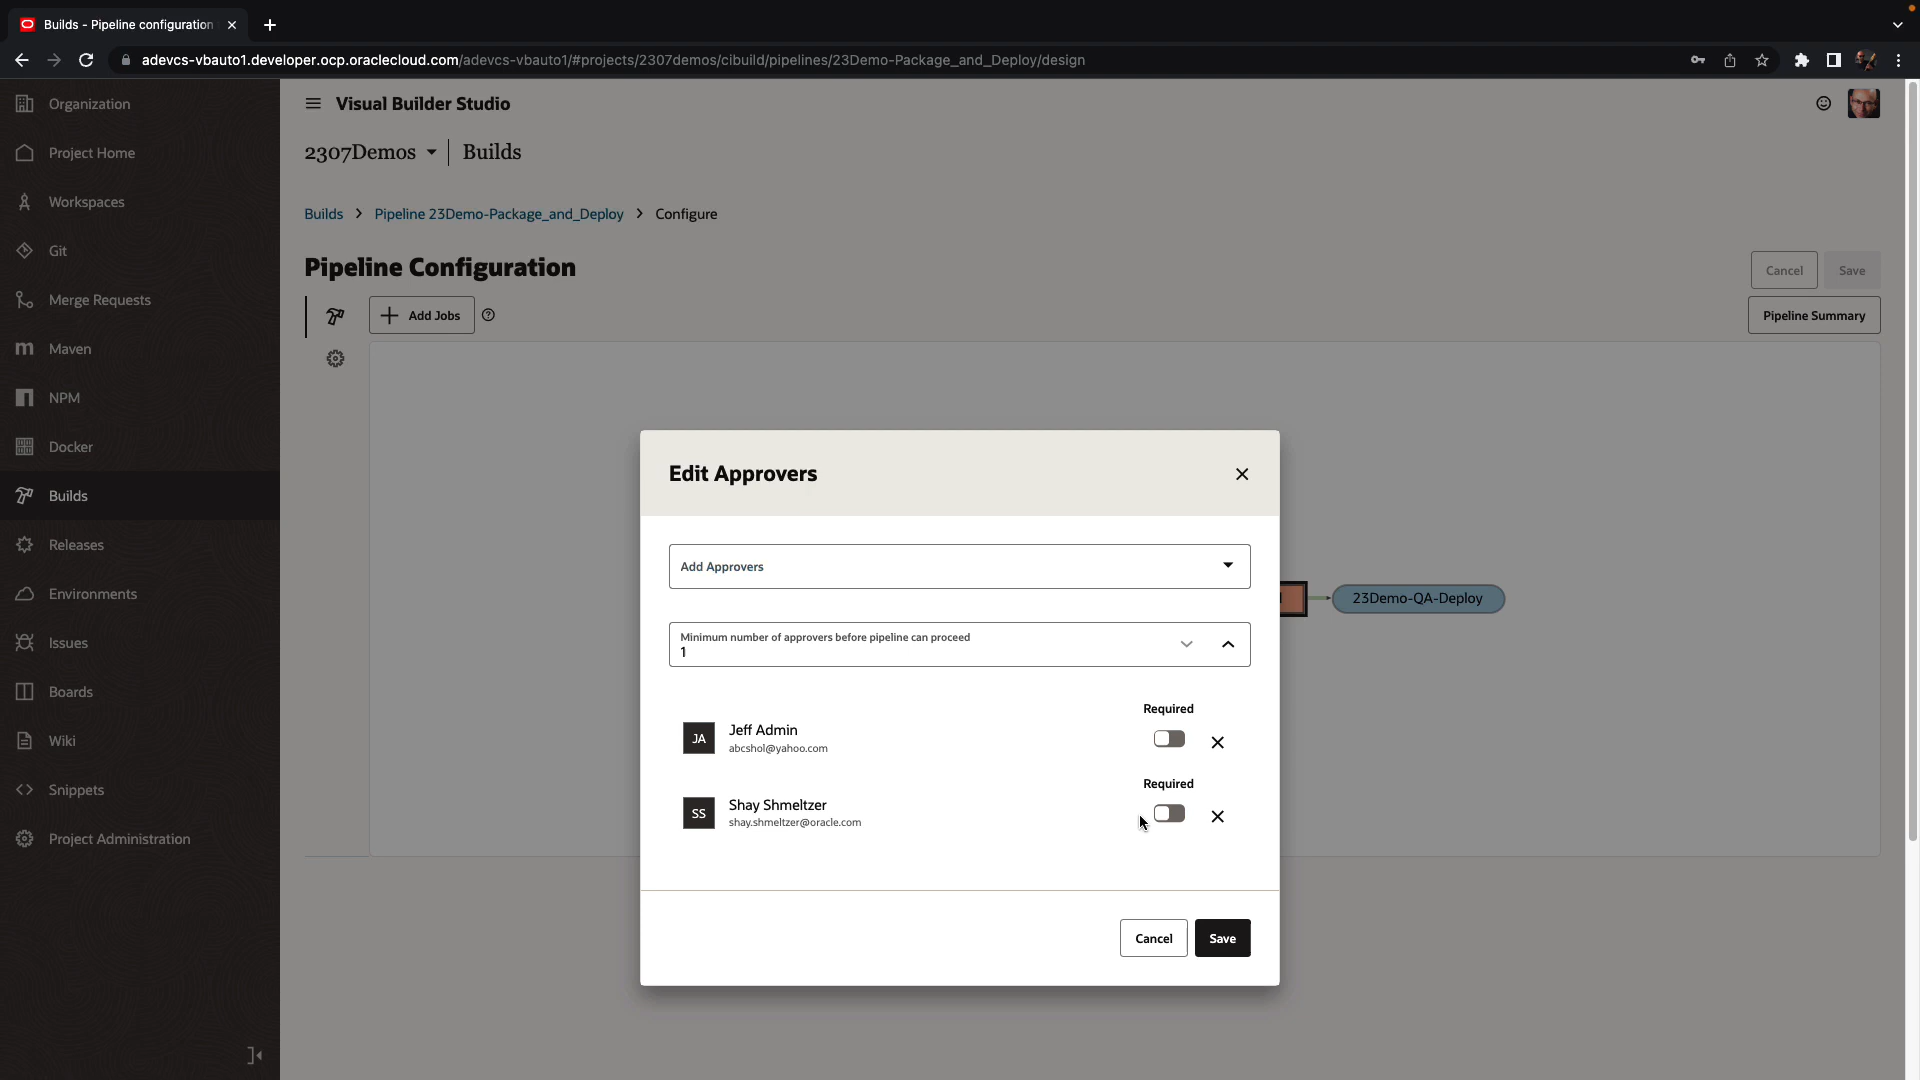 Builds - Pipeline configuration
adevcs-vbauto1.developer.ocp.oraclecloud.com/adevcs-vbauto1/#projects/2307demos/cibuild/pipelines/23Demo-Package_and_Deploy/design
Organization
Project Home
Workspaces
Git
Merge Requests
Maven
NPM
Docker
Builds
Releases
Environments
Issues
Boards
Wiki
Snippets
Project Administration
Visual Builder Studio
2307Demos | Builds
Builds > Pipeline 23Demo-Package_and_Deploy > Configure
Pipeline Configuration
Cancel
Save
Add Jobs
Pipeline Summary
23Demo-QA-Deploy
Edit Approvers
Add Approvers
Minimum number of approvers before pipeline can proceed
1
Required
JA
Jeff Admin
abcshol@yahoo.com
Required
SS
Shay Shmeltzer
shay.shmeltzer@oracle.com
Cancel
Save